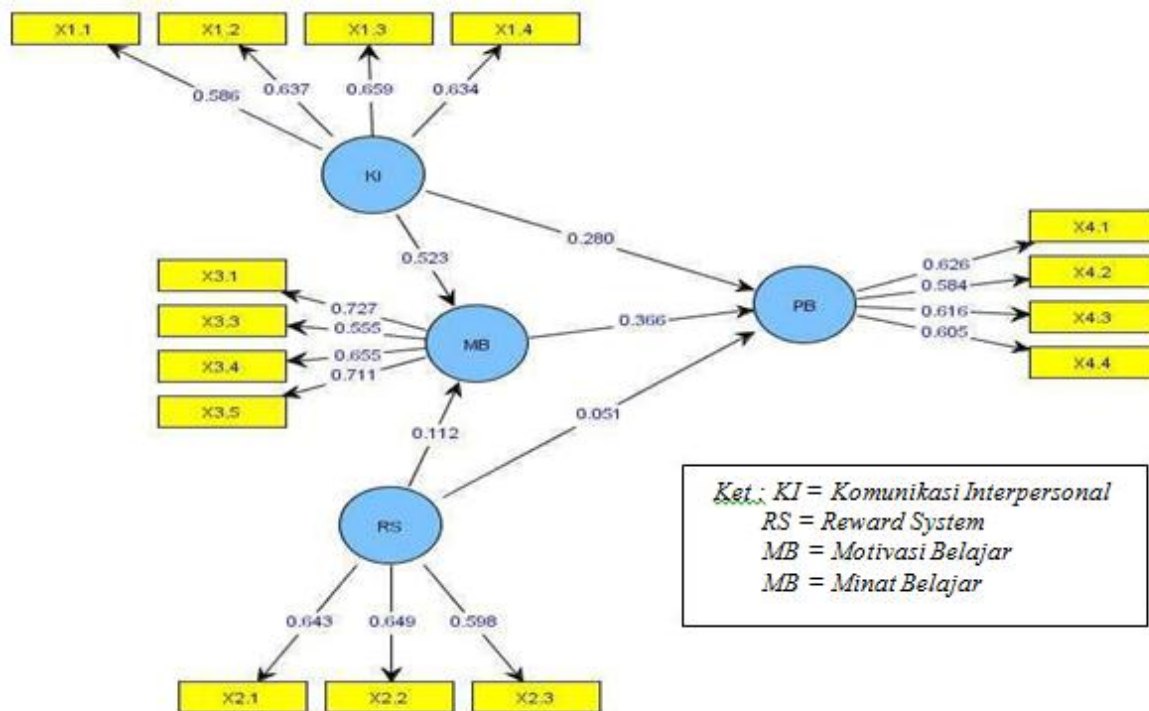 X1.1 X1.2 X1.3 X1.4
0.586 0.637 0.659 0.634
KI
0.280
0.523
X3.1
X3.3
X3.4
X3.5
0.727
0.555
0.655
0.711
MB
0.366
PB
0.626
0.584
0.616
0.605
X4.1
X4.2
X4.3
X4.4
0.112
0.051
RS
0.643 0.649 0.598
X2.1 X2.2 X2.3
Ket : KI = Komunikasi Interpersonal
RS = Reward System
MB = Motivasi Belajar
MB = Minat Belajar